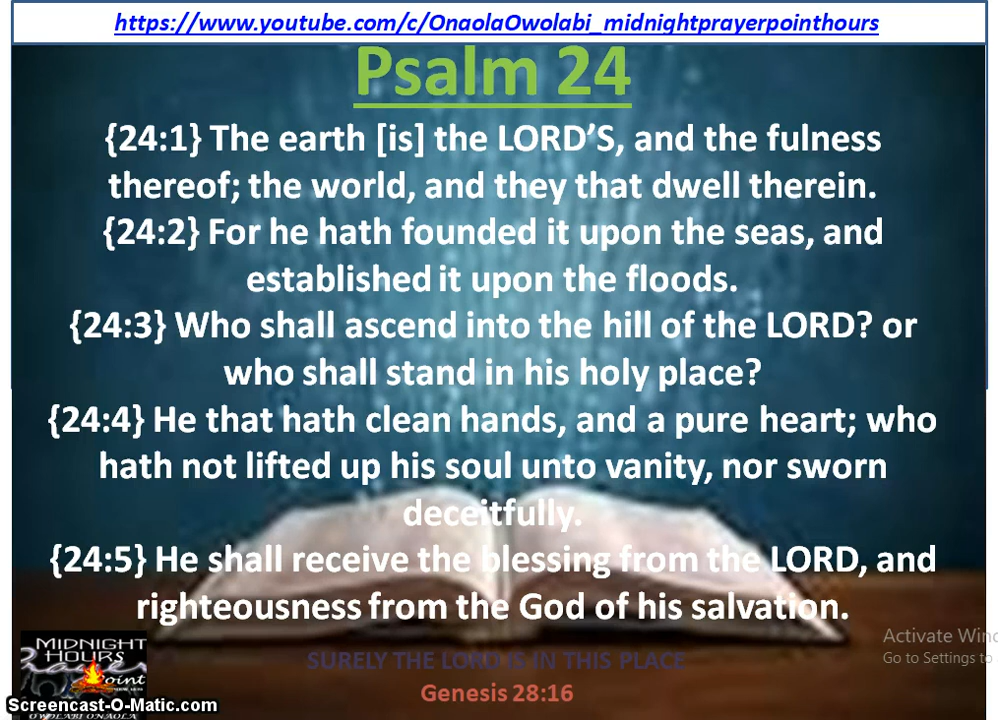 https://www.youtube.com/c/OnaolaOwolabi_midnightprayerpointhours
Psalm 24
{24:1} The earth [is] the LORD’S, and the fulness
thereof; the world, and they that dwell therein.
{24:2} For he hath founded it upon the seas, and
established it upon the floods.
{24:3} Who shall ascend into the hill of the LORD? or
who shall stand in his holy place?
{24:4} He that hath clean hands, and a pure heart; who
hath not lifted up his soul unto vanity, nor sworn
deceitfully.
{24:5} He shall receive the blessing from the LORD, and
righteousness from the God of his salvation.
SURELY THE LORD IS IN THIS PLACE
Genesis 28:16
MIDNIGHT
HOURS
Point
Screencast-O-Matic.com
OWOLABI ONAOLA
Activate Win
Go to Settings to